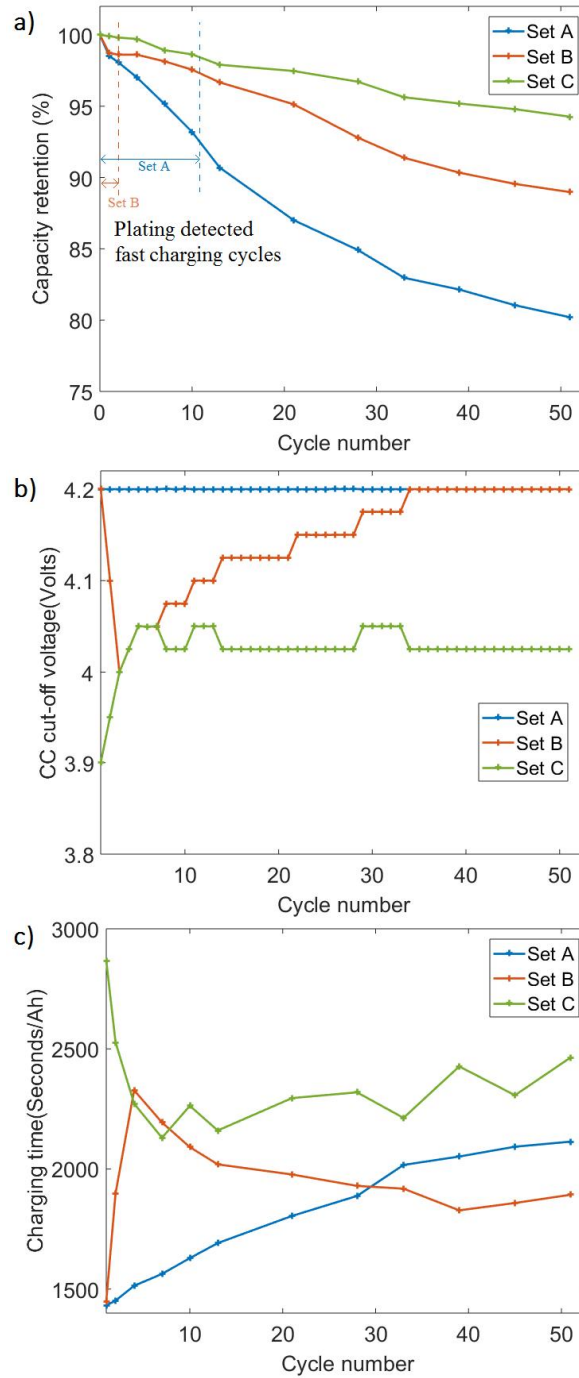 a)
Capacity retention (%)
100
95
90
85
80
75
0
10
20
30
40
50
Cycle number
Set A
Set B
Set C
Set A
Set B
Plating detected
fast charging cycles
b)
CC cut-off voltage(Volts)
4.2
4.1
4
3.9
3.8
10
20
30
40
50
Cycle number
Set A
Set B
Set C
c)
Charging time(Seconds/Ah)
3000
2500
2000
1500
10
20
30
40
50
Cycle number
Set A
Set B
Set C